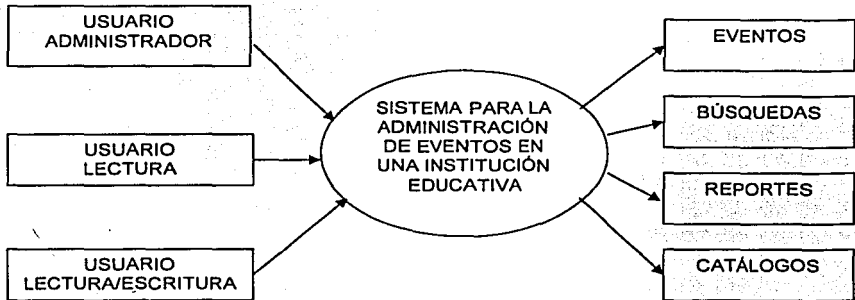 USUARIO
ADMINISTRADOR
USUARIO
LECTURA
USUARIO
LECTURA/ESCRITURA
SISTEMA PARA LA
ADMINISTRACIÓN
DE EVENTOS EN
UNA INSTITUCIÓN
EDUCATIVA
EVENTOS
BÚSQUEDAS
REPORTES
CATÁLOGOS